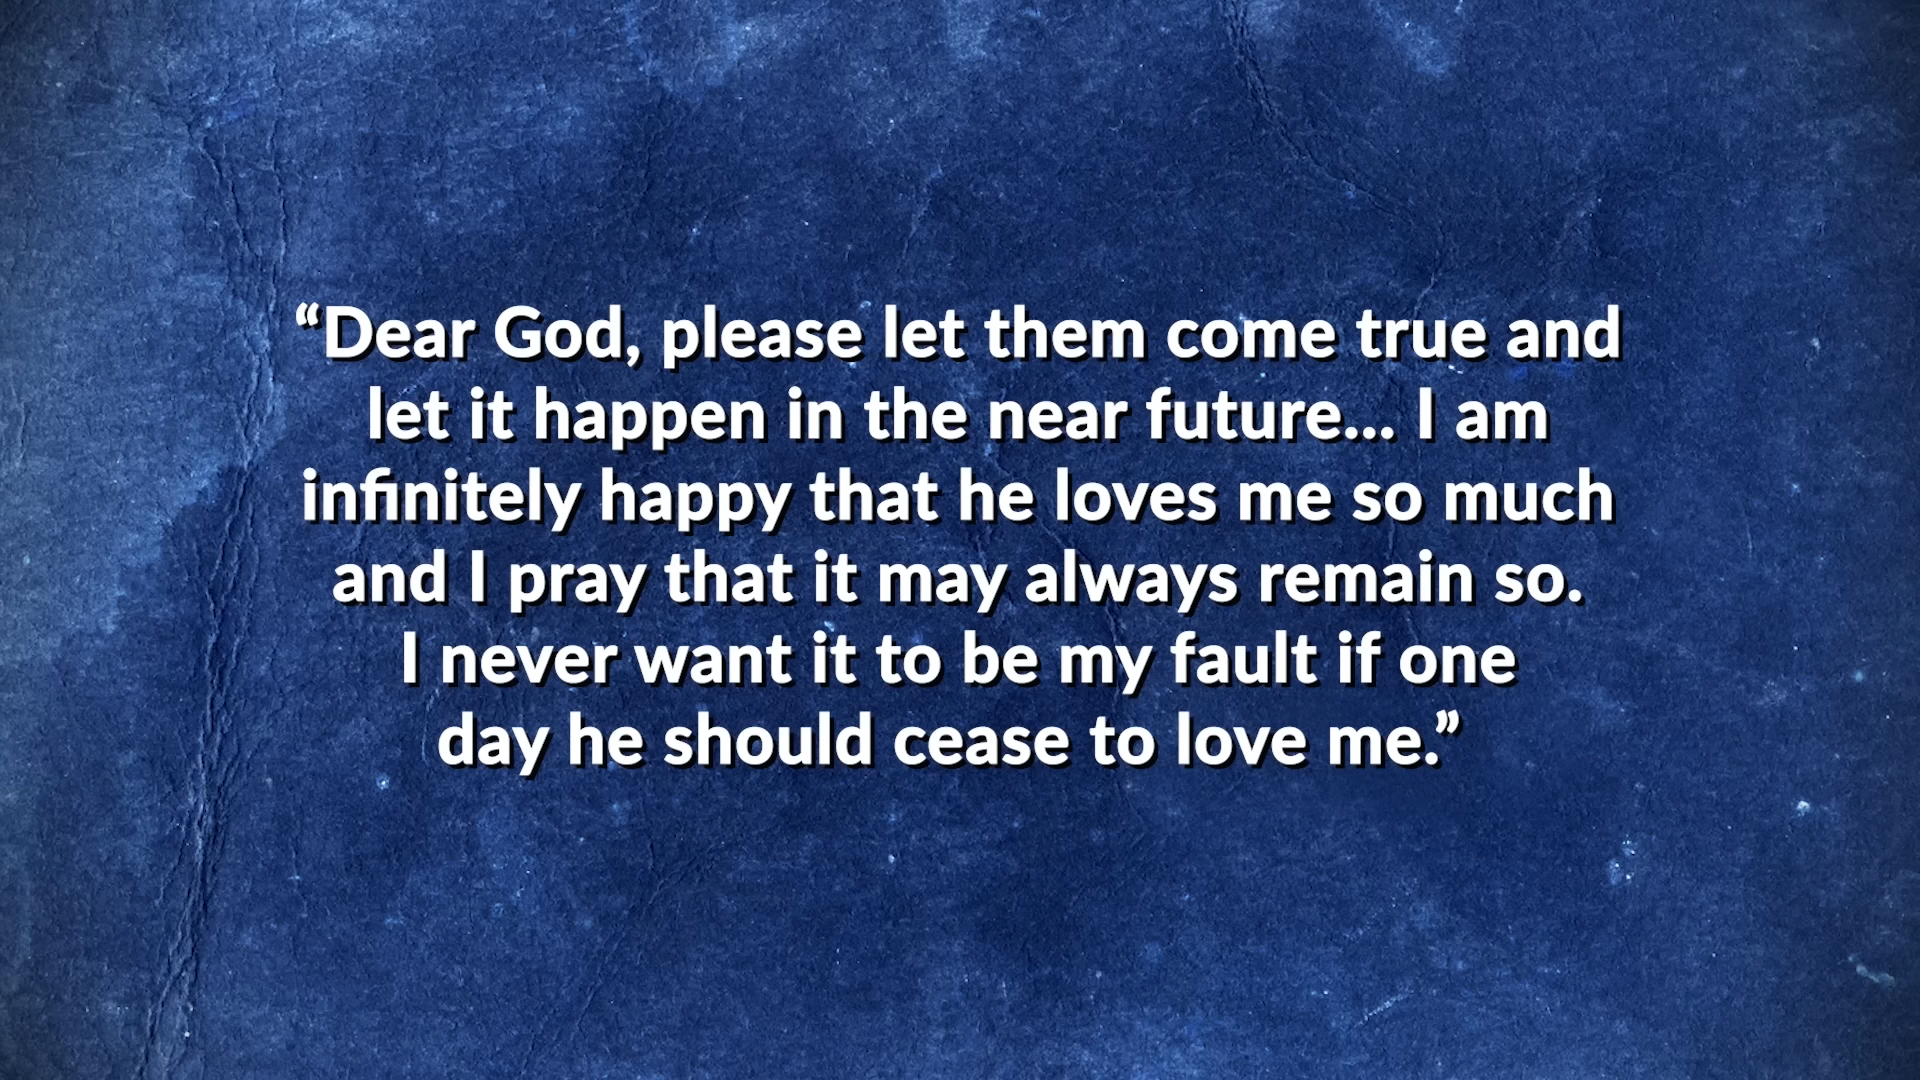 “Dear God, please let them come true and
let it happen in the near future... I am
infinitely happy that he loves me so much
and I pray that it may always remain so.
I never want it to be my fault if one
day he should cease to love me.”